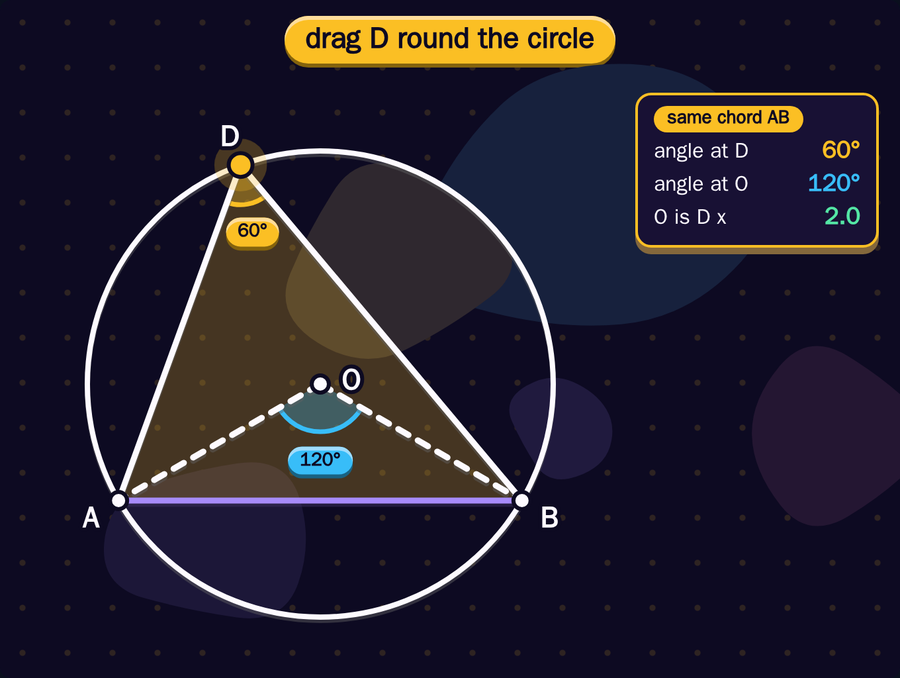 drag D round the circle
same chord AB
angle at D 60°
angle at O 120°
O is D x 2.0
D
60°
O
120°
A
B